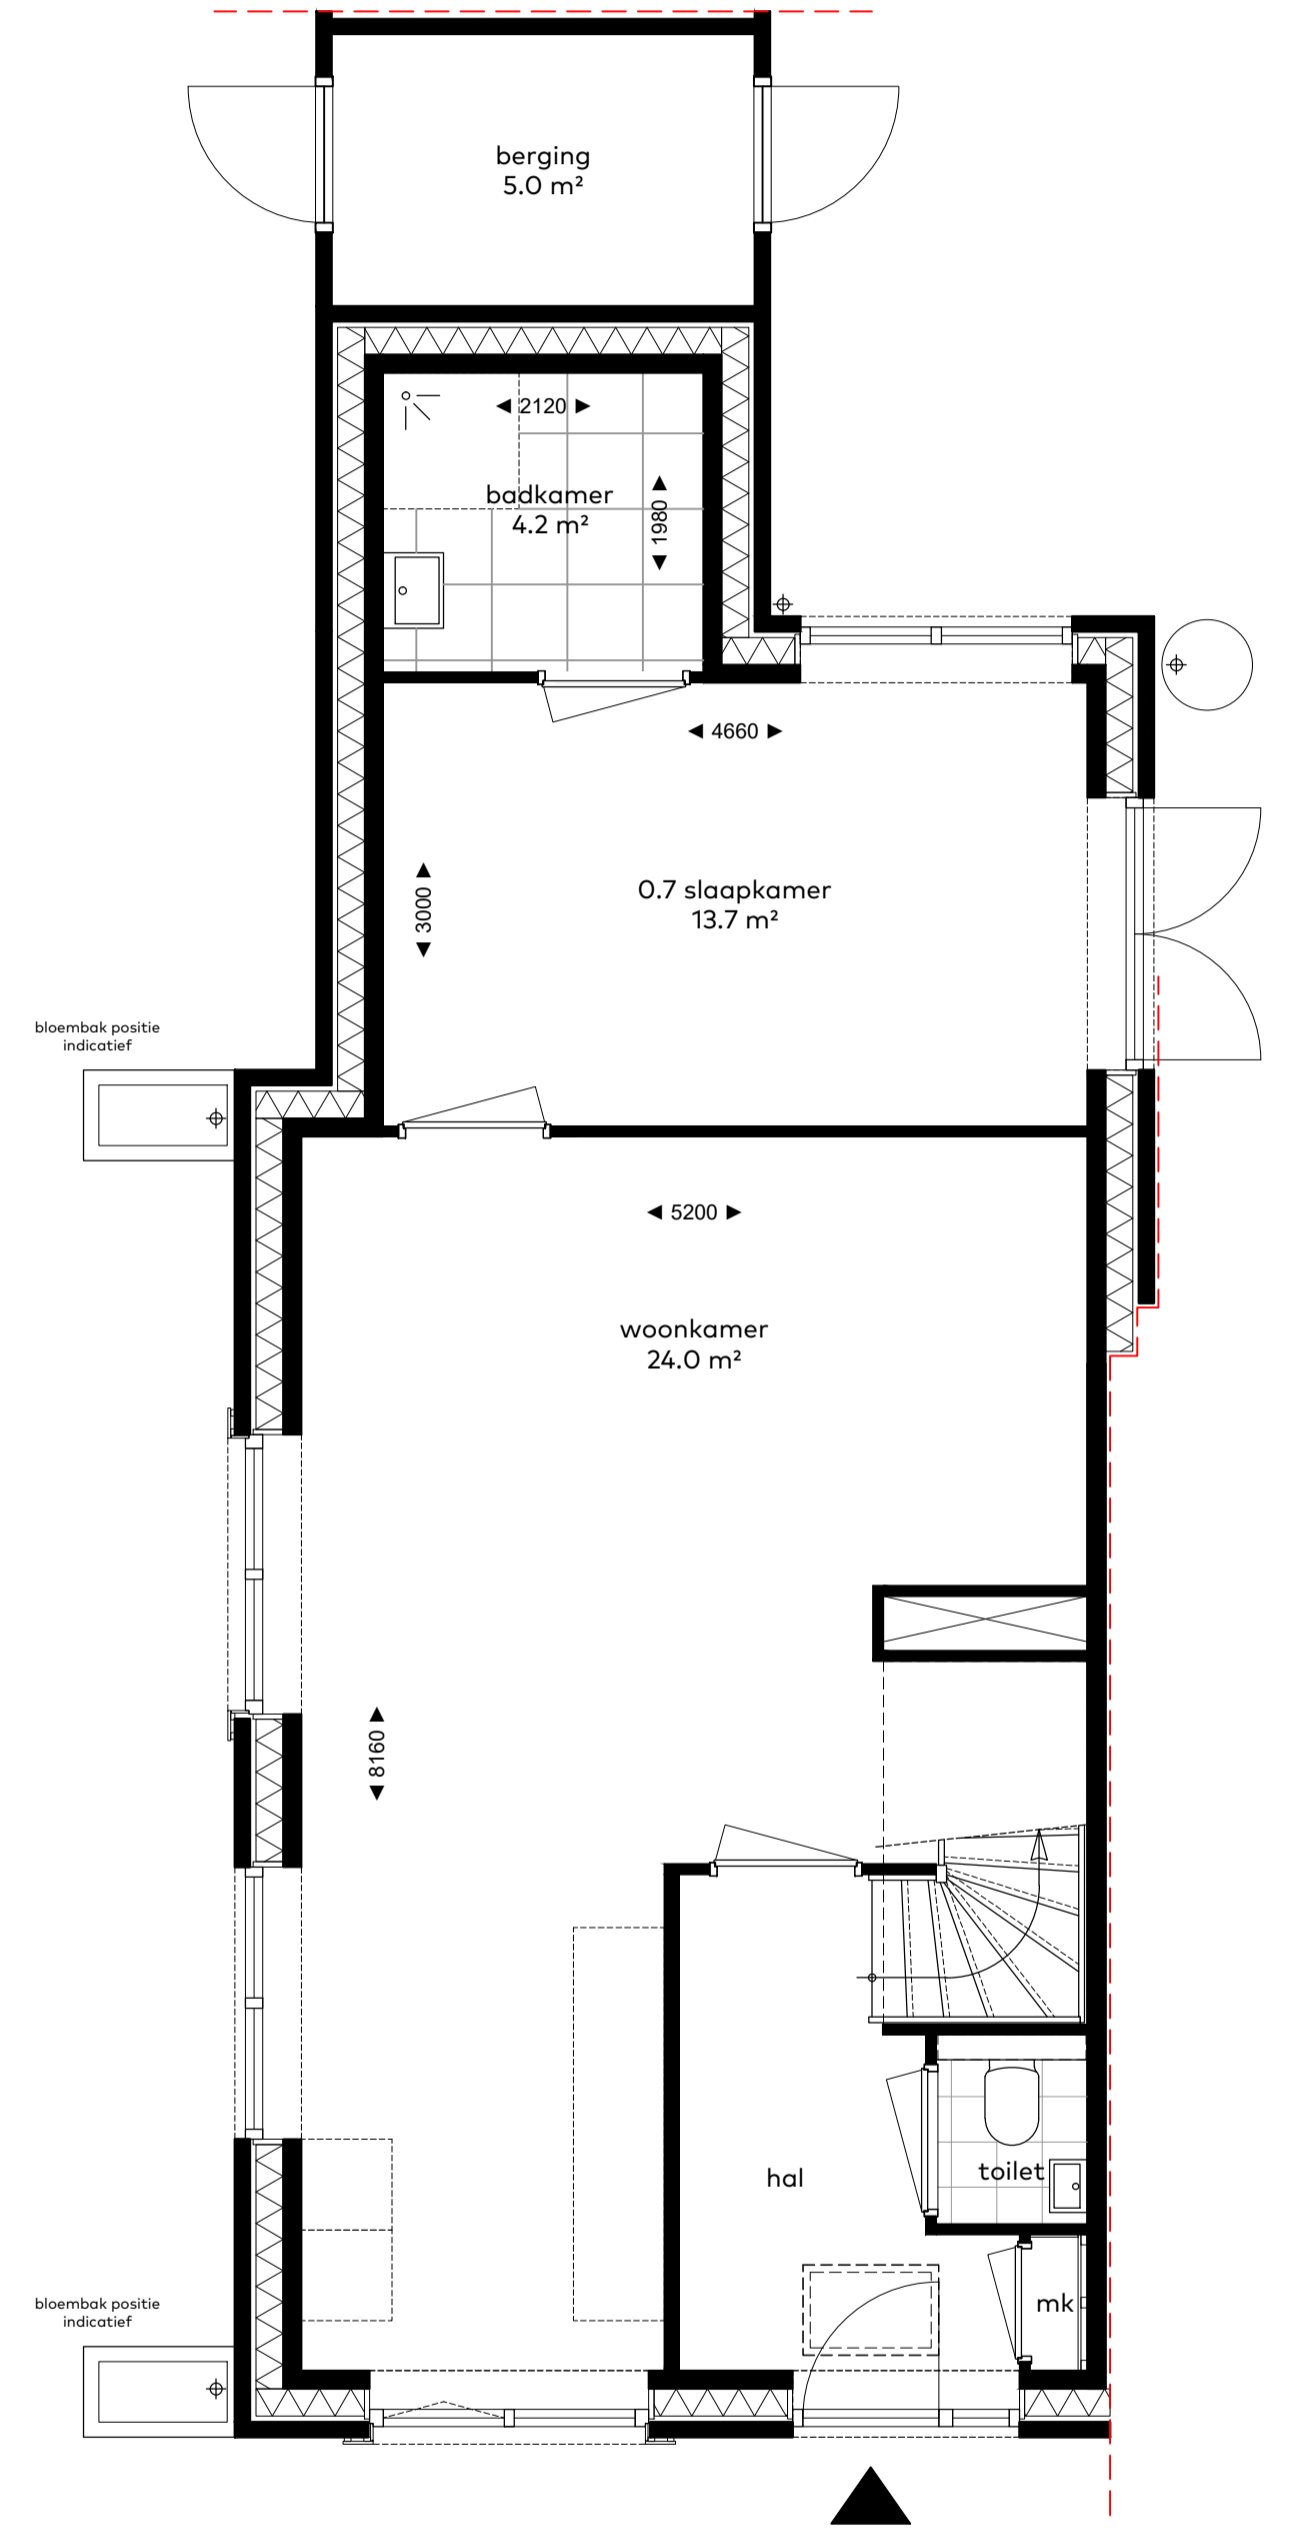 berging
5.0 m²
2120
badkamer
4.2 m²
1980
4660
0.7 slaapkamer
13.7 m²
3000
bloembak positie
indicatief
5200
woonkamer
24.0 m²
8160
hal
toilet
mk
bloembak positie
indicatief